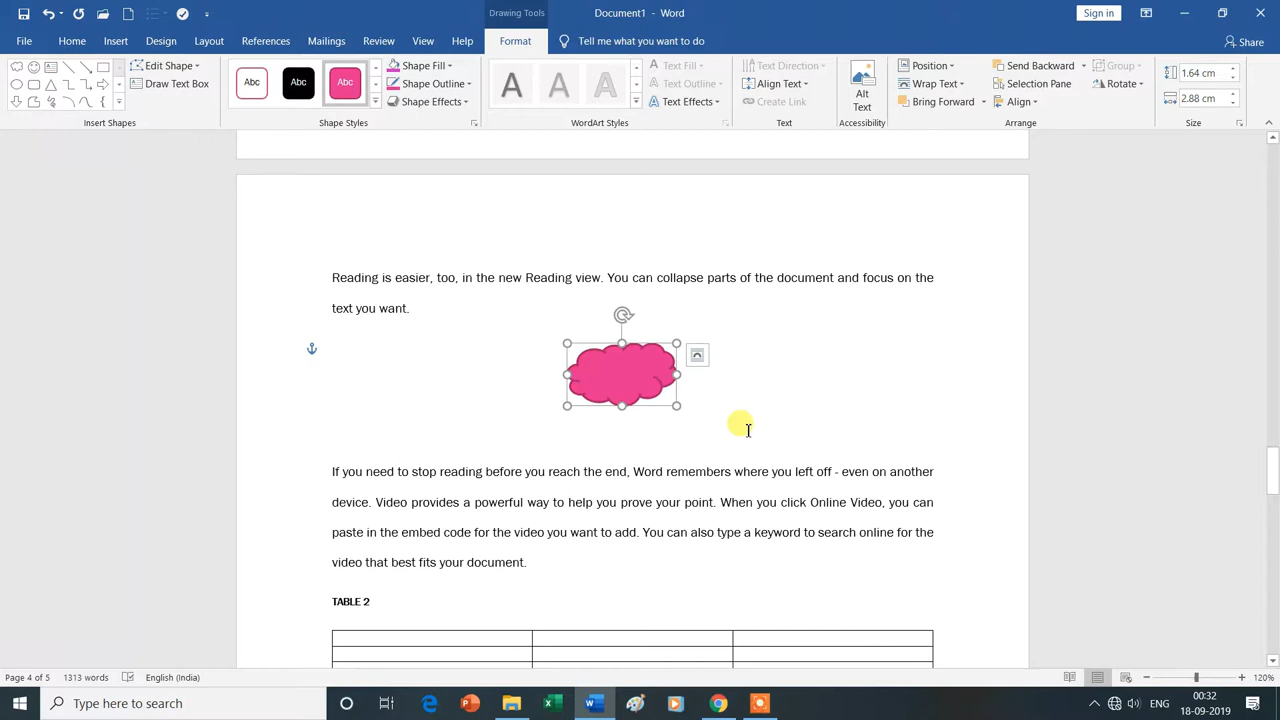 Drawing Tools
Document1 - Word
Sign in
File Home Insert Design Layout References Mailings Review View Help Format Tell me what you want to do Share
Edit Shape
Draw Text Box
Insert Shapes
Abc Abc Abc
Shape Fill
Shape Outline
Shape Effects
Shape Styles
A A A
Text Fill
Text Outline
Text Effects
WordArt Styles
Text Direction
Align Text
Create Link
Text
Alt
Text
Accessibility
Position
Wrap Text
Bring Forward
Send Backward
Selection Pane
Align
Group
Rotate
Arrange
1.64 cm
2.88 cm
Size
Reading is easier, too, in the new Reading view. You can collapse parts of the document and focus on the
text you want.
If you need to stop reading before you reach the end, Word remembers where you left off - even on another
device. Video provides a powerful way to help you prove your point. When you click Online Video, you can
paste in the embed code for the video you want to add. You can also type a keyword to search online for the
video that best fits your document.
TABLE 2
Page 4 of 5 1313 words English (India) 120%
Type here to search
ENG
00:32
18-09-2019